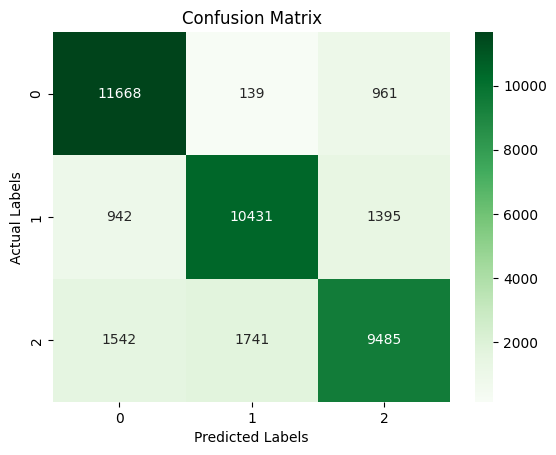 Confusion Matrix
0 11668 139 961
1 942 10431 1395
2 1542 1741 9485
0 1 2
Actual Labels
Predicted Labels
10000
8000
6000
4000
2000